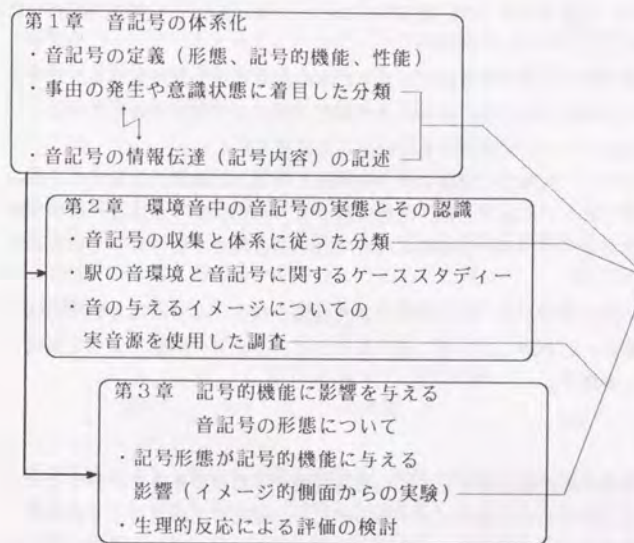 第１章　音記号の体系化
・音記号の定義（形態、記号的機能、性能）
・事由の発生や意識状態に着目した分類
・音記号の情報伝達（記号内容）の記述
第２章　環境音中の音記号の実態とその認識
・音記号の収集と体系に従った分類
・駅の音環境と音記号に関するケーススタディー
・音の与えるイメージについての
実音源を使用した調査
第３章　記号的機能に影響を与える
音記号の形態について
・記号形態が記号的機能に与える
影響（イメージ的側面からの実験）
・生理的反応による評価の検討